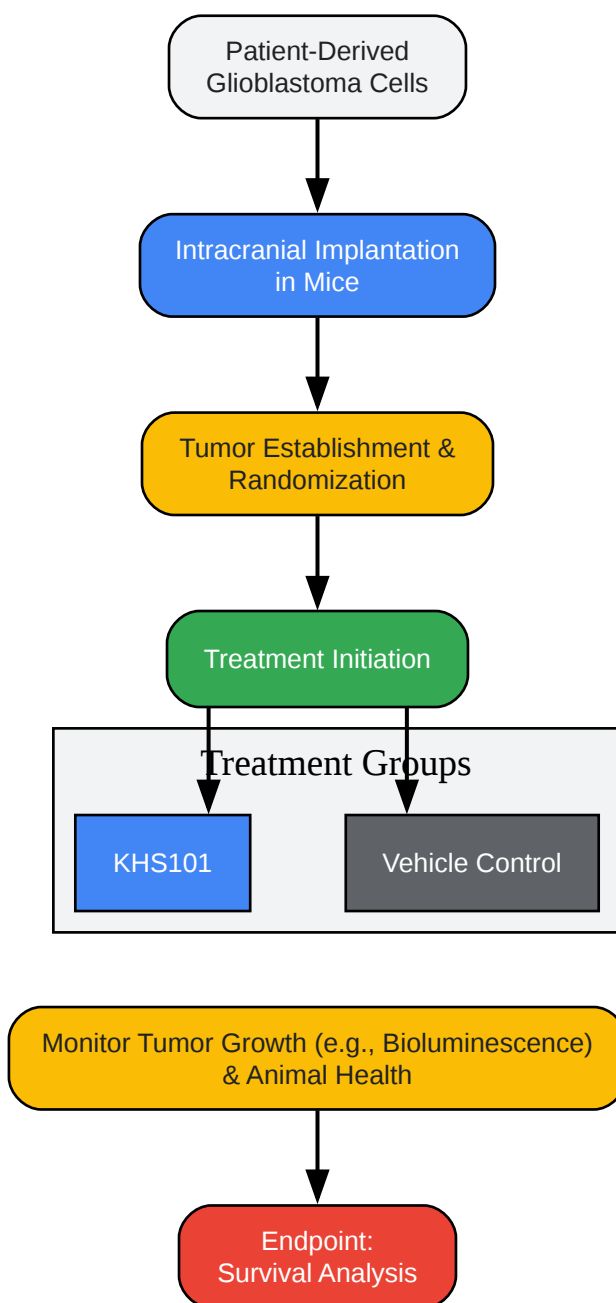 Patient-Derived
Glioblastoma Cells
Intracranial Implantation
in Mice
Tumor Establishment &
Randomization
Treatment Initiation
Treatment Groups
KHS101
Vehicle Control
Monitor Tumor Growth (e.g., Bioluminescence)
& Animal Health
Endpoint:
Survival Analysis